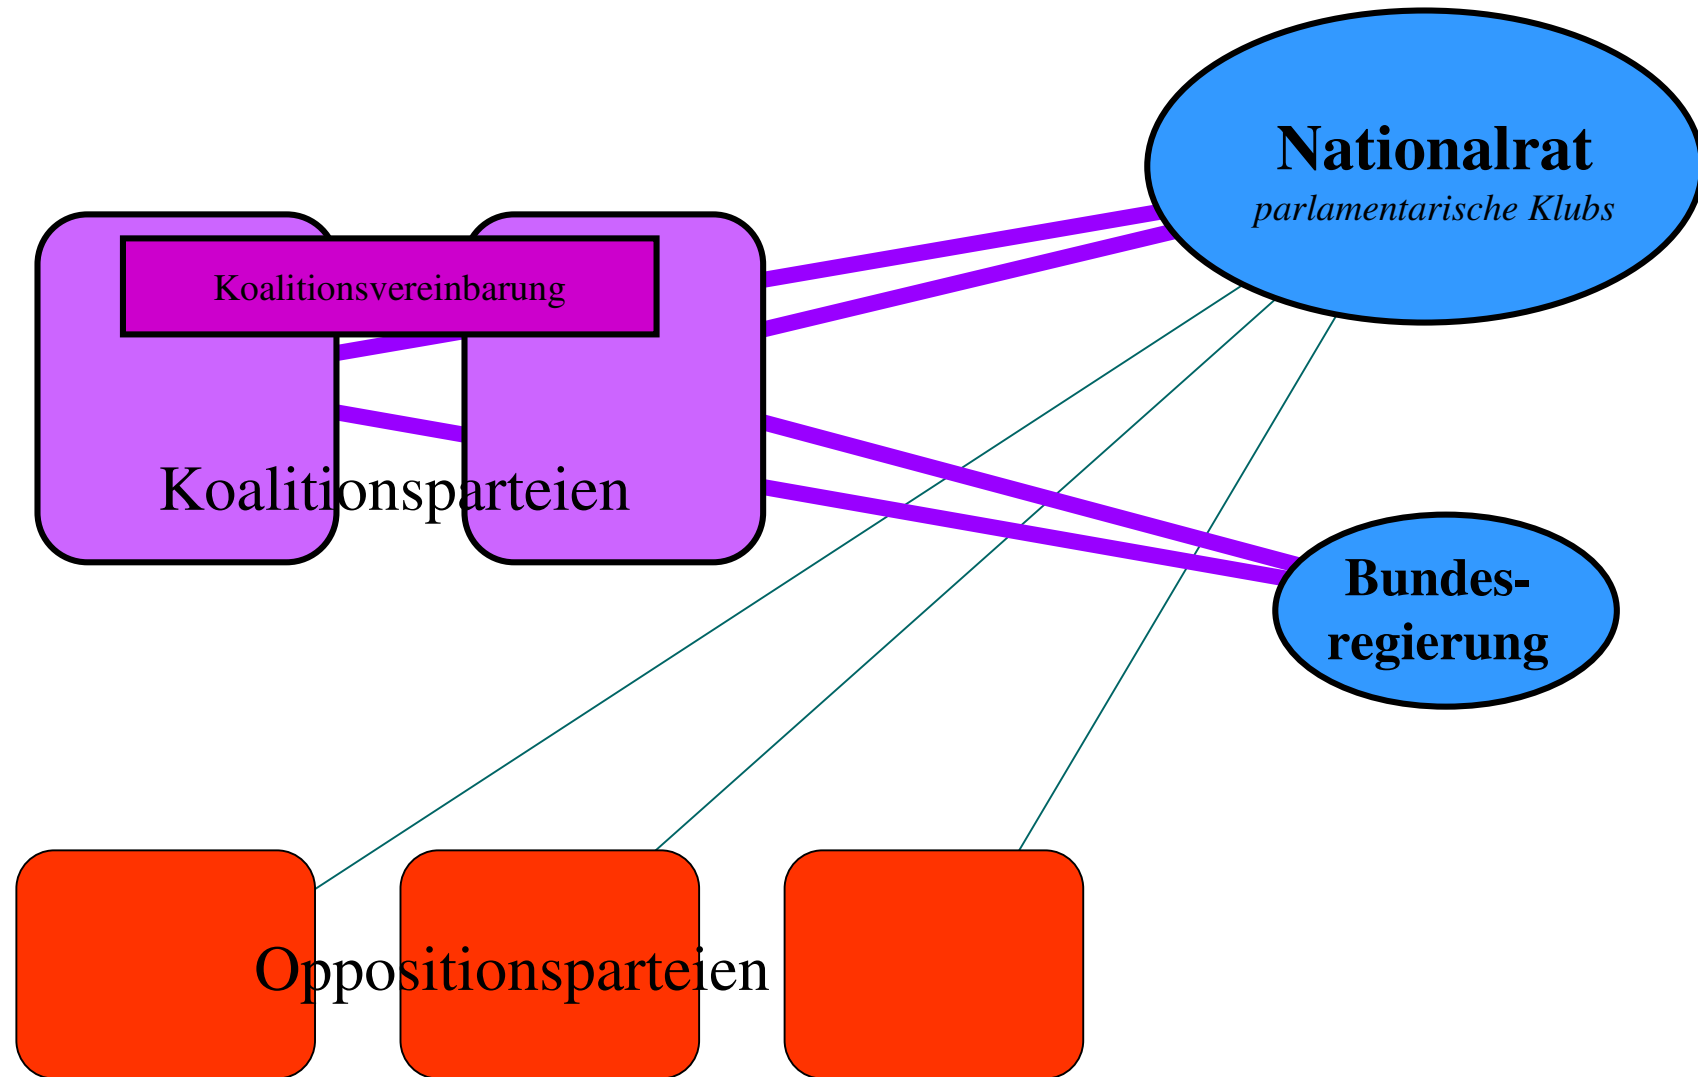 Nationalrat
parlamentarische Klubs
Koalitionsvereinbarung
Koalitionsparteien
Bundes-
regierung
Oppositionsparteien